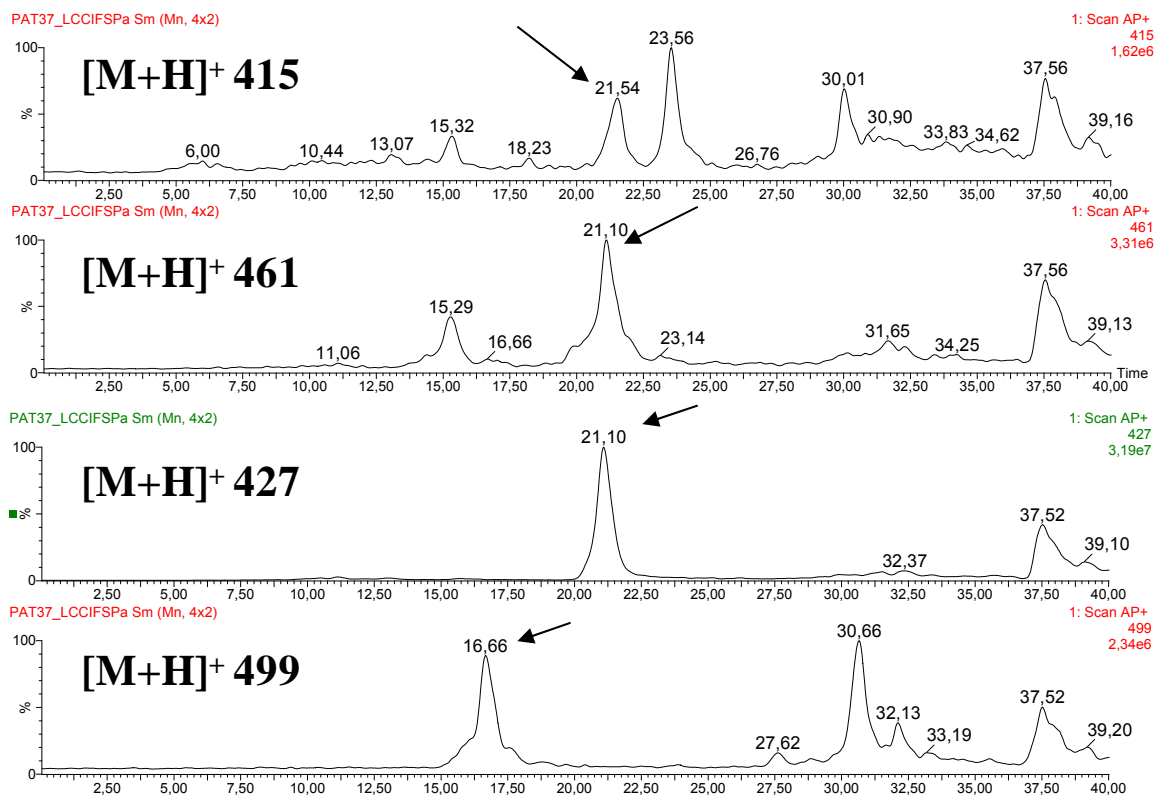 PAT37_LCCIFSPa Sm (Mn, 4x2) 1: Scan AP+
415
1,62e6
[M+H]+ 415
100
%
0
6,00 10,44 13,07 15,32 18,23 21,54 23,56 26,76 30,01 30,90 33,83 34,62 37,56 39,16
2,50 5,00 7,50 10,00 12,50 15,00 17,50 20,00 22,50 25,00 27,50 30,00 32,50 35,00 37,50 40,00
PAT37_LCCIFSPa Sm (Mn, 4x2) 1: Scan AP+
461
3,31e6
[M+H]+ 461
100
%
0
11,06 15,29 16,66 21,10 23,14 31,65 34,25 37,56 39,13
Time
2,50 5,00 7,50 10,00 12,50 15,00 17,50 20,00 22,50 25,00 27,50 30,00 32,50 35,00 37,50 40,00
PAT37_LCCIFSPa Sm (Mn, 4x2) 1: Scan AP+
427
3,19e7
[M+H]+ 427
100
%
0
21,10 32,37 37,52 39,10
2,50 5,00 7,50 10,00 12,50 15,00 17,50 20,00 22,50 25,00 27,50 30,00 32,50 35,00 37,50 40,00
PAT37_LCCIFSPa Sm (Mn, 4x2) 1: Scan AP+
499
2,34e6
[M+H]+ 499
100
%
0
16,66 27,62 30,66 32,13 33,19 37,52 39,20
2,50 5,00 7,50 10,00 12,50 15,00 17,50 20,00 22,50 25,00 27,50 30,00 32,50 35,00 37,50 40,00